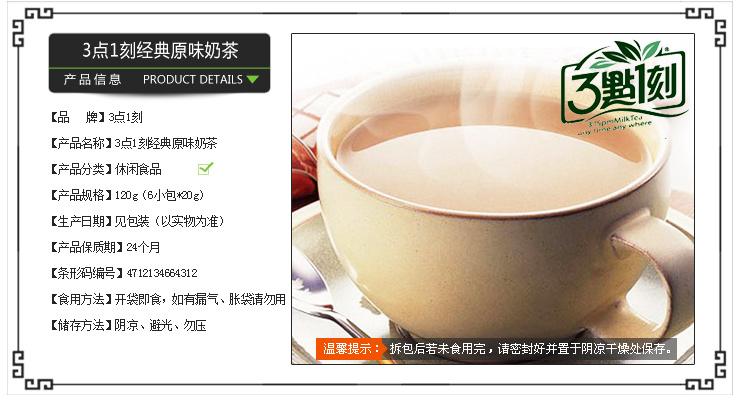 3点1刻经典原味奶茶
产品信息 PRODUCT DETAILS
【品 牌】3点1刻
【产品名称】3点1刻经典原味奶茶
【产品分类】休闲食品
【产品规格】120g（6小包*20g）
【生产日期】见包装（以实物为准）
【产品保质期】24个月
【条形码编号】4712134664312
【食用方法】开袋即食，如有漏气、胀袋请勿用
【储存方法】阴凉、避光、勿压
3點1刻
®
3:15pmMilkTea
any time any where
温馨提示： 拆包后若未食用完，请密封好并置于阴凉干燥处保存。